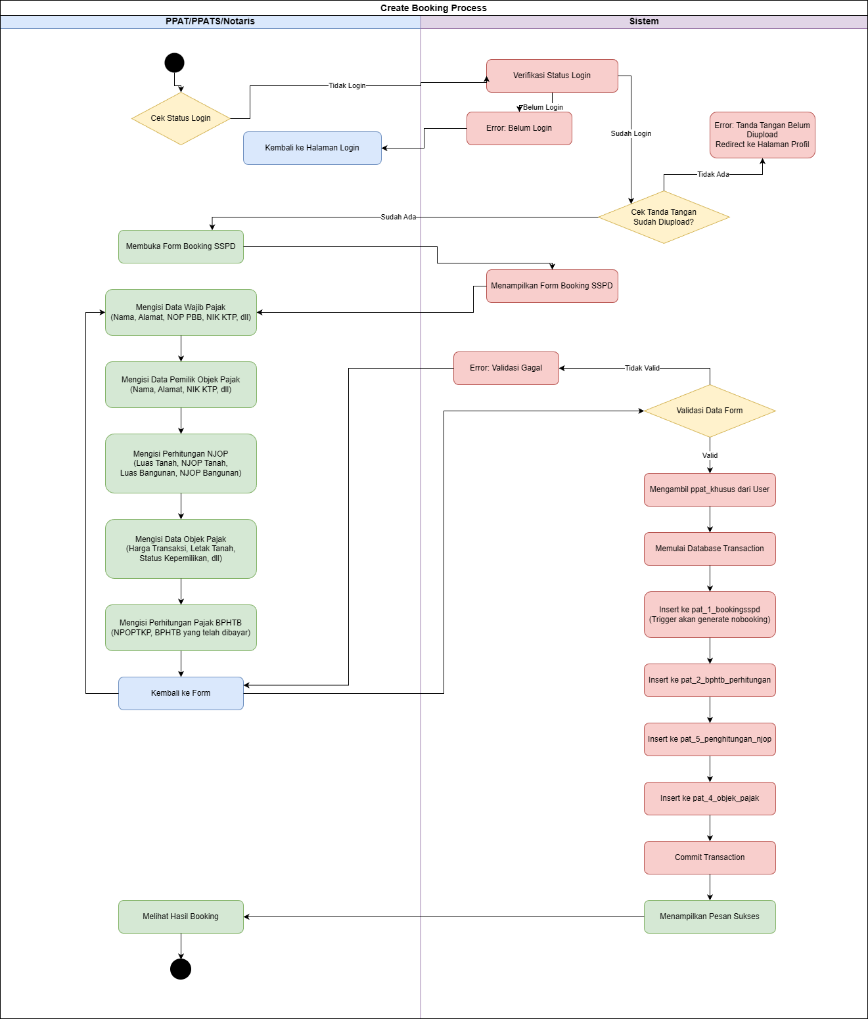 Create Booking Process
PPAT/PPATS/Notaris
Sistem
Cek Status Login
Tidak Login
Verifikasi Status Login
Belum Login
Error: Belum Login
Kembali ke Halaman Login
Sudah Login
Error: Tanda Tangan Belum
Diupload
Redirect ke Halaman Profil
Tidak Ada
Cek Tanda Tangan
Sudah Diupload?
Sudah Ada
Membuka Form Booking SSPD
Menampilkan Form Booking SSPD
Mengisi Data Wajib Pajak
(Nama, Alamat, NOP PBB, NIK KTP, dll)
Mengisi Data Pemilik Objek Pajak
(Nama, Alamat, NIK KTP, dll)
Error: Validasi Gagal
Tidak Valid
Validasi Data Form
Valid
Mengisi Perhitungan NJOP
(Luas Tanah, NJOP Tanah,
Luas Bangunan, NJOP Bangunan)
Mengambil ppat_khusus dari User
Mengisi Data Objek Pajak
(Harga Transaksi, Letak Tanah,
Status Kepemilikan, dll)
Memulai Database Transaction
Mengisi Perhitungan Pajak BPHTB
(NPOPTKP, BPHTB yang telah dibayar)
Insert ke pat_1_bookingsspd
(Trigger akan generate nobooking)
Kembali ke Form
Insert ke pat_2_bphtb_perhitungan
Insert ke pat_5_penghitungan_njop
Insert ke pat_4_objek_pajak
Commit Transaction
Menampilkan Pesan Sukses
Melihat Hasil Booking